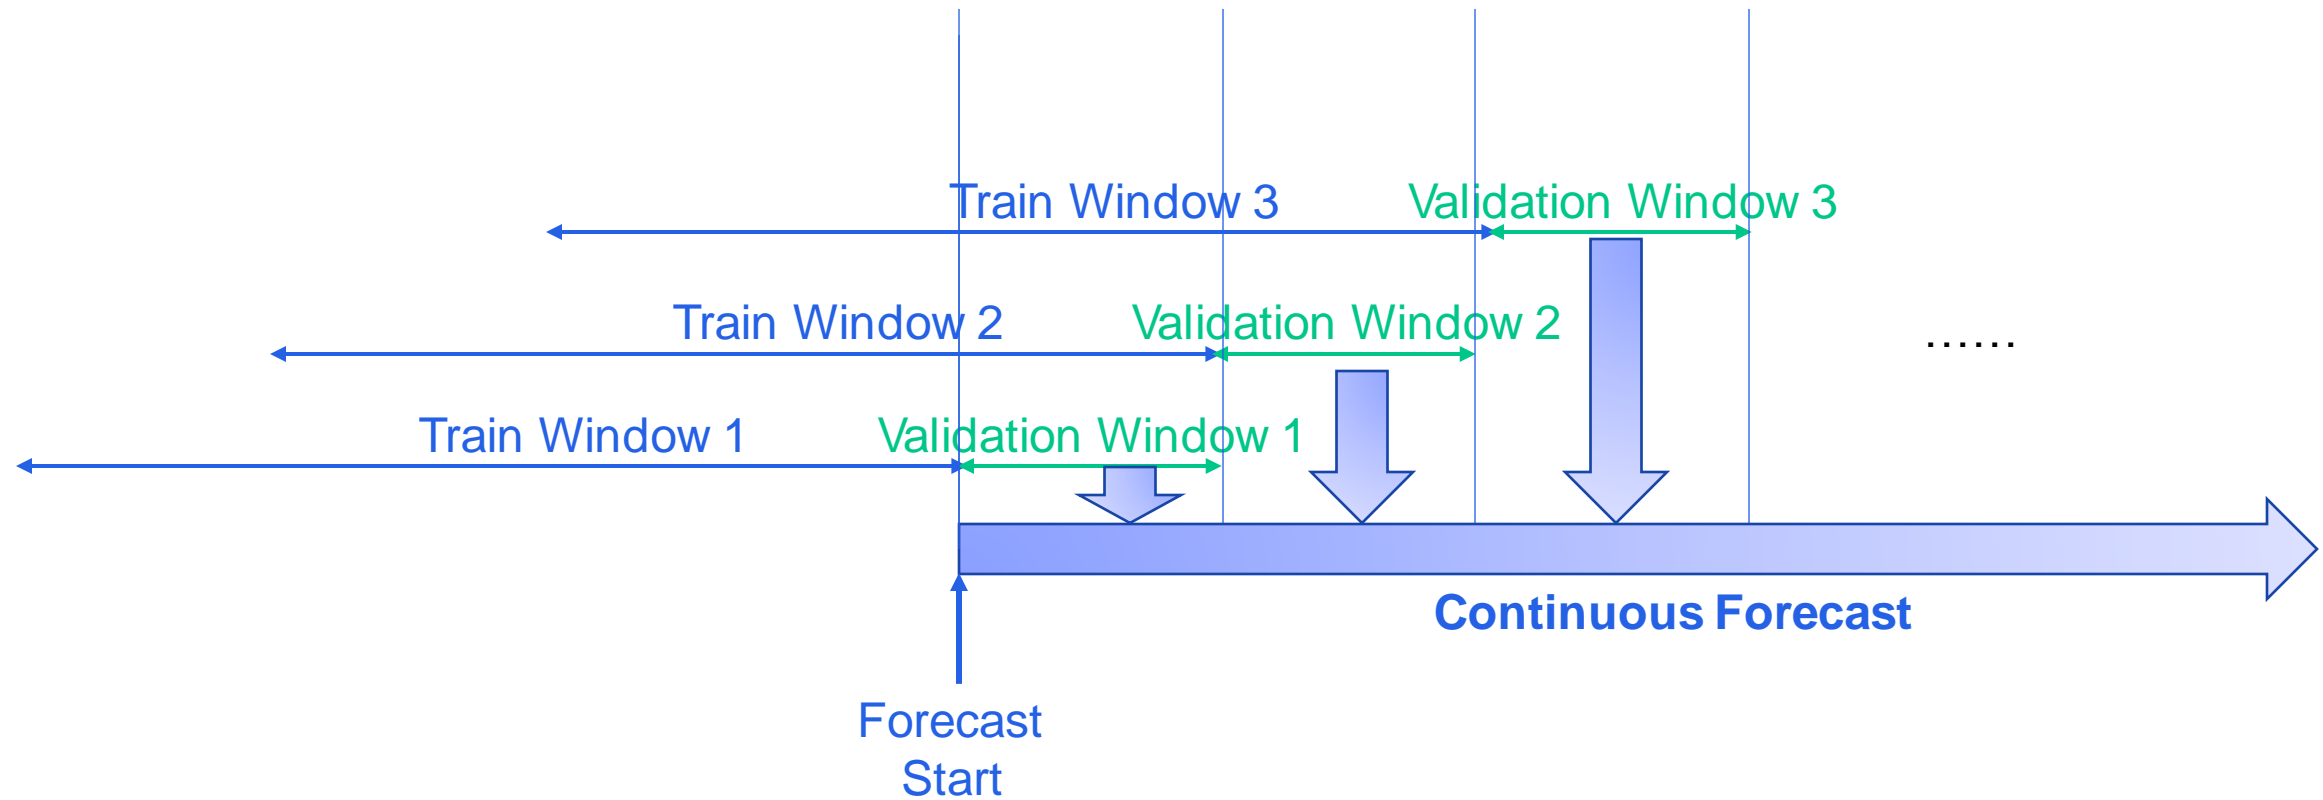 Train Window 3
Validation Window 3
Train Window 2
Validation Window 2
......
Train Window 1
Validation Window 1
Continuous Forecast
Forecast
Start